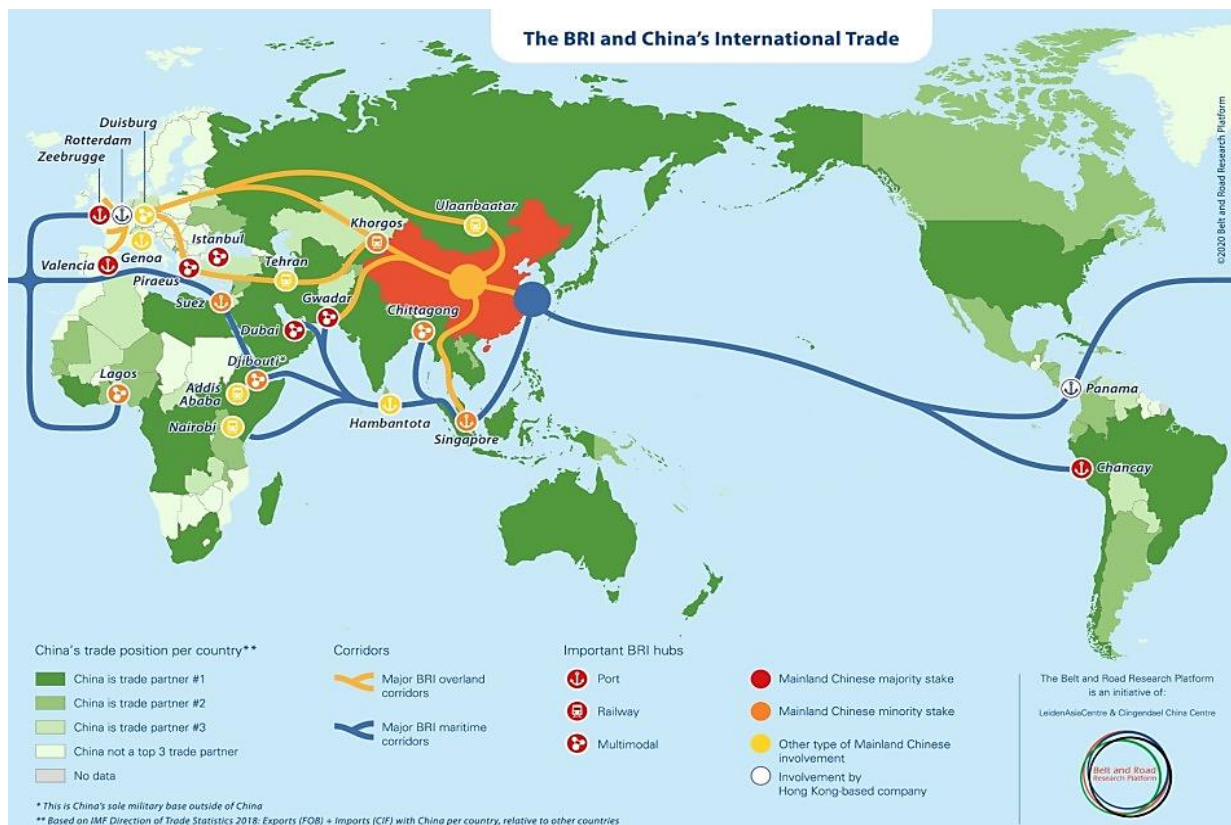 The BRI and China's International Trade
©2020 Belt and Road Research Platform
Duisburg
Rotterdam
Zeebrugge
Ulaanbaatar
Khorgos
Istanbul
Genoa
Valencia
Tehran
Piraeus
Gwadar
Suez
Chittagong
Dubai
Djibouti*
Lagos
Addis
Ababa
Panama
Nairobi
Hambantota
Singapore
Chancay
China's trade position per country**
China is trade partner #1
China is trade partner #2
China is trade partner #3
China not a top 3 trade partner
No data
Corridors
Major BRI overland
corridors
Major BRI maritime
corridors
Important BRI hubs
Port
Railway
Multimodal
Mainland Chinese majority stake
Mainland Chinese minority stake
Other type of Mainland Chinese
involvement
Involvement by
Hong Kong-based company
The Belt and Road Research Platform
is an initiative of:
LeidenAsiaCentre & Clingendael China Centre
Belt and Road
Research Platform
* This is China's sole military base outside of China
** Based on IMF Direction of Trade Statistics 2018: Exports (FOB) + Imports (CIF) with China per country, relative to other countries